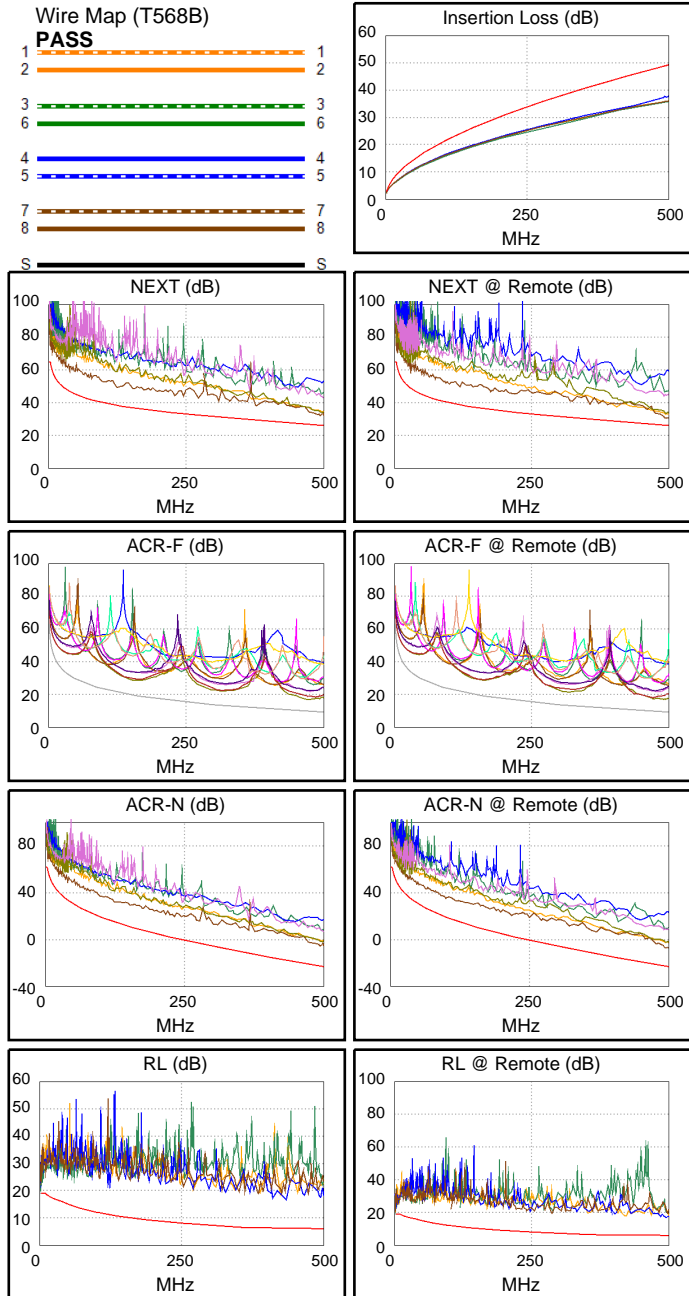 Wire Map (T568B)
PASS
1 1
2 2
3 3
6 6
4 4
5 5
7 7
8 8
S S
Insertion Loss (dB)
60
50
40
30
20
10
0
0 250 500
MHz
NEXT (dB)
100
80
60
40
20
0
0 250 500
MHz
NEXT @ Remote (dB)
100
80
60
40
20
0
0 250 500
MHz
ACR-F (dB)
100
80
60
40
20
0
0 250 500
MHz
ACR-F @ Remote (dB)
100
80
60
40
20
0
0 250 500
MHz
ACR-N (dB)
80
40
0
-40
0 250 500
MHz
ACR-N @ Remote (dB)
80
40
0
-40
0 250 500
MHz
RL (dB)
60
50
40
30
20
10
0
0 250 500
MHz
RL @ Remote (dB)
100
80
60
40
20
0
0 250 500
MHz